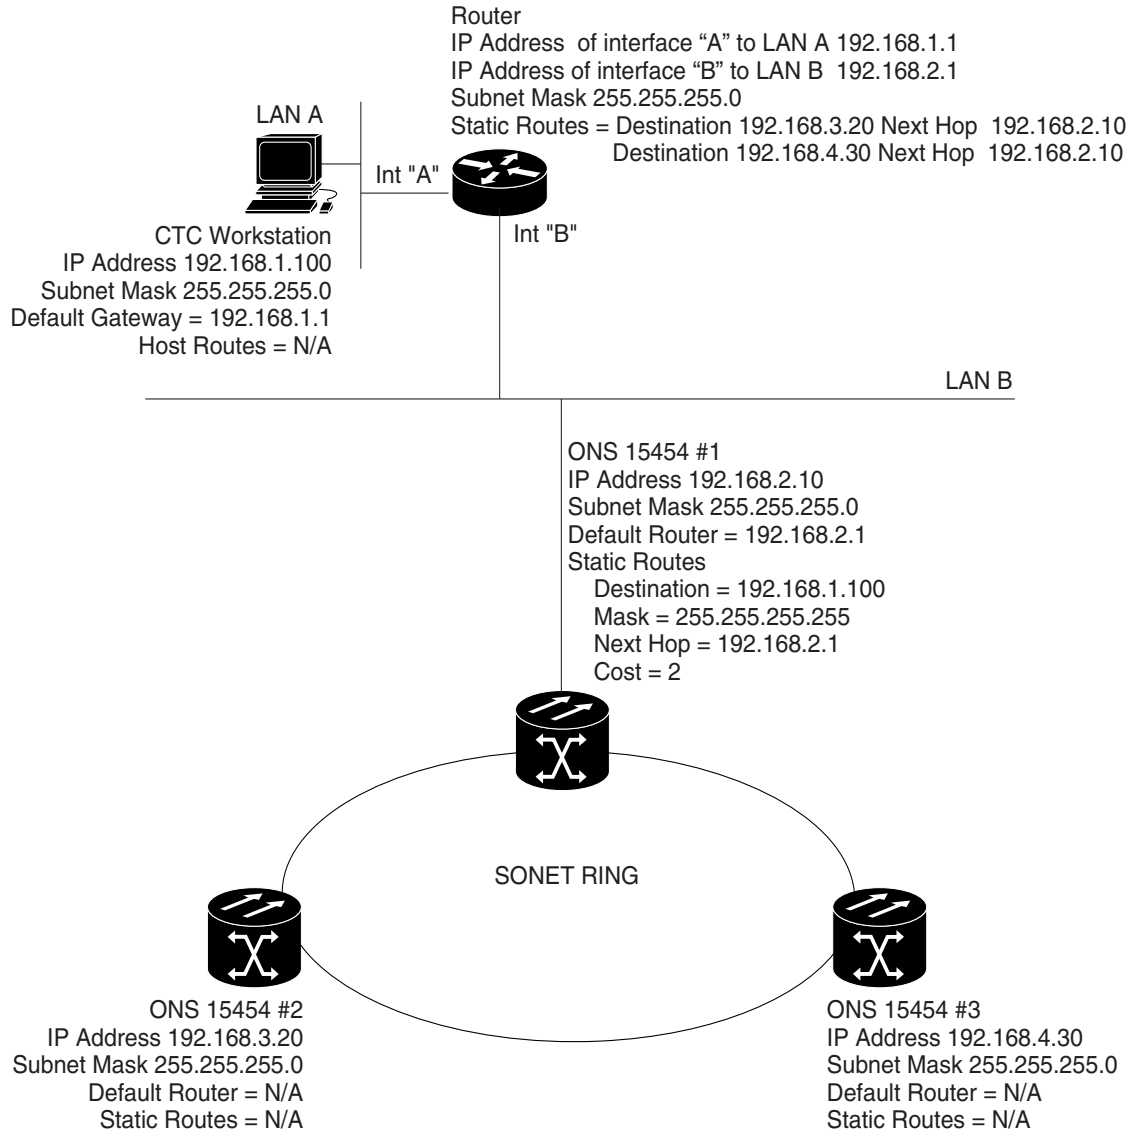 Router
IP Address of interface “A” to LAN A 192.168.1.1
IP Address of interface “B” to LAN B 192.168.2.1
Subnet Mask 255.255.255.0
Static Routes = Destination 192.168.3.20 Next Hop 192.168.2.10
Destination 192.168.4.30 Next Hop 192.168.2.10
LAN A
Int "A"
Int "B"
CTC Workstation
IP Address 192.168.1.100
Subnet Mask 255.255.255.0
Default Gateway = 192.168.1.1
Host Routes = N/A
LAN B
ONS 15454 #1
IP Address 192.168.2.10
Subnet Mask 255.255.255.0
Default Router = 192.168.2.1
Static Routes
Destination = 192.168.1.100
Mask = 255.255.255.255
Next Hop = 192.168.2.1
Cost = 2
SONET RING
ONS 15454 #2
IP Address 192.168.3.20
Subnet Mask 255.255.255.0
Default Router = N/A
Static Routes = N/A
ONS 15454 #3
IP Address 192.168.4.30
Subnet Mask 255.255.255.0
Default Router = N/A
Static Routes = N/A